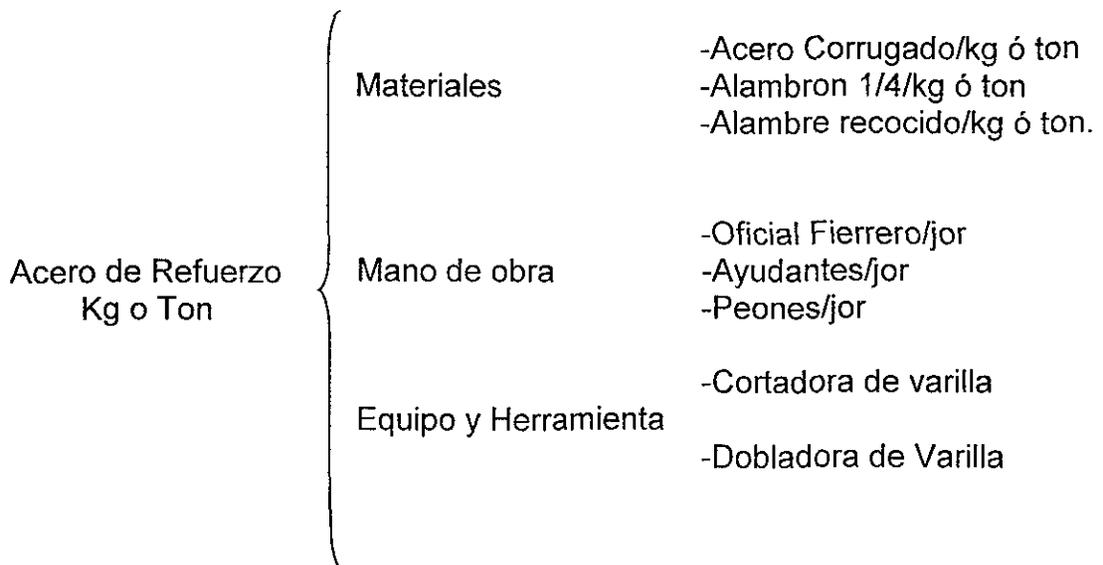 Acero de Refuerzo
Kg o Ton
Materiales
-Acero Corrugado/kg ó ton
-Alambron 1/4/kg ó ton
-Alambre recocido/kg ó ton.
Mano de obra
-Oficial Fierrero/jor
-Ayudantes/jor
-Peones/jor
Equipo y Herramienta
-Cortadora de varilla
-Dobladora de Varilla